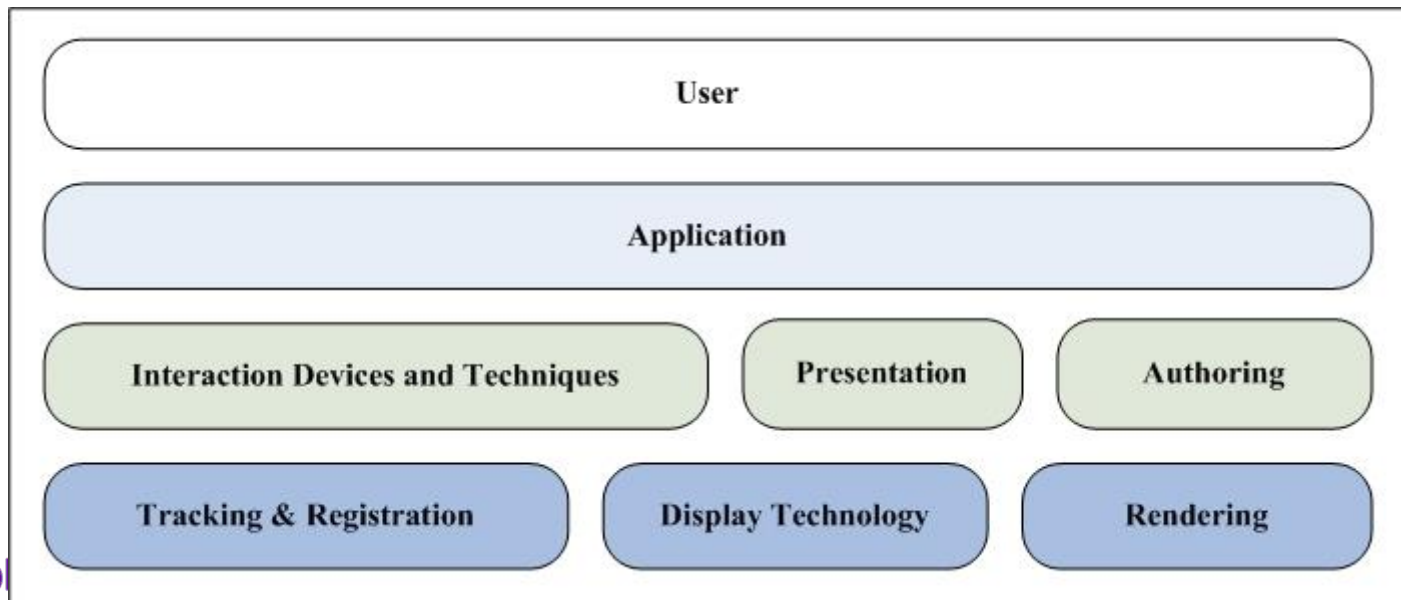 User
Application
Interaction Devices and Techniques
Presentation
Authoring
Tracking & Registration
Display Technology
Rendering